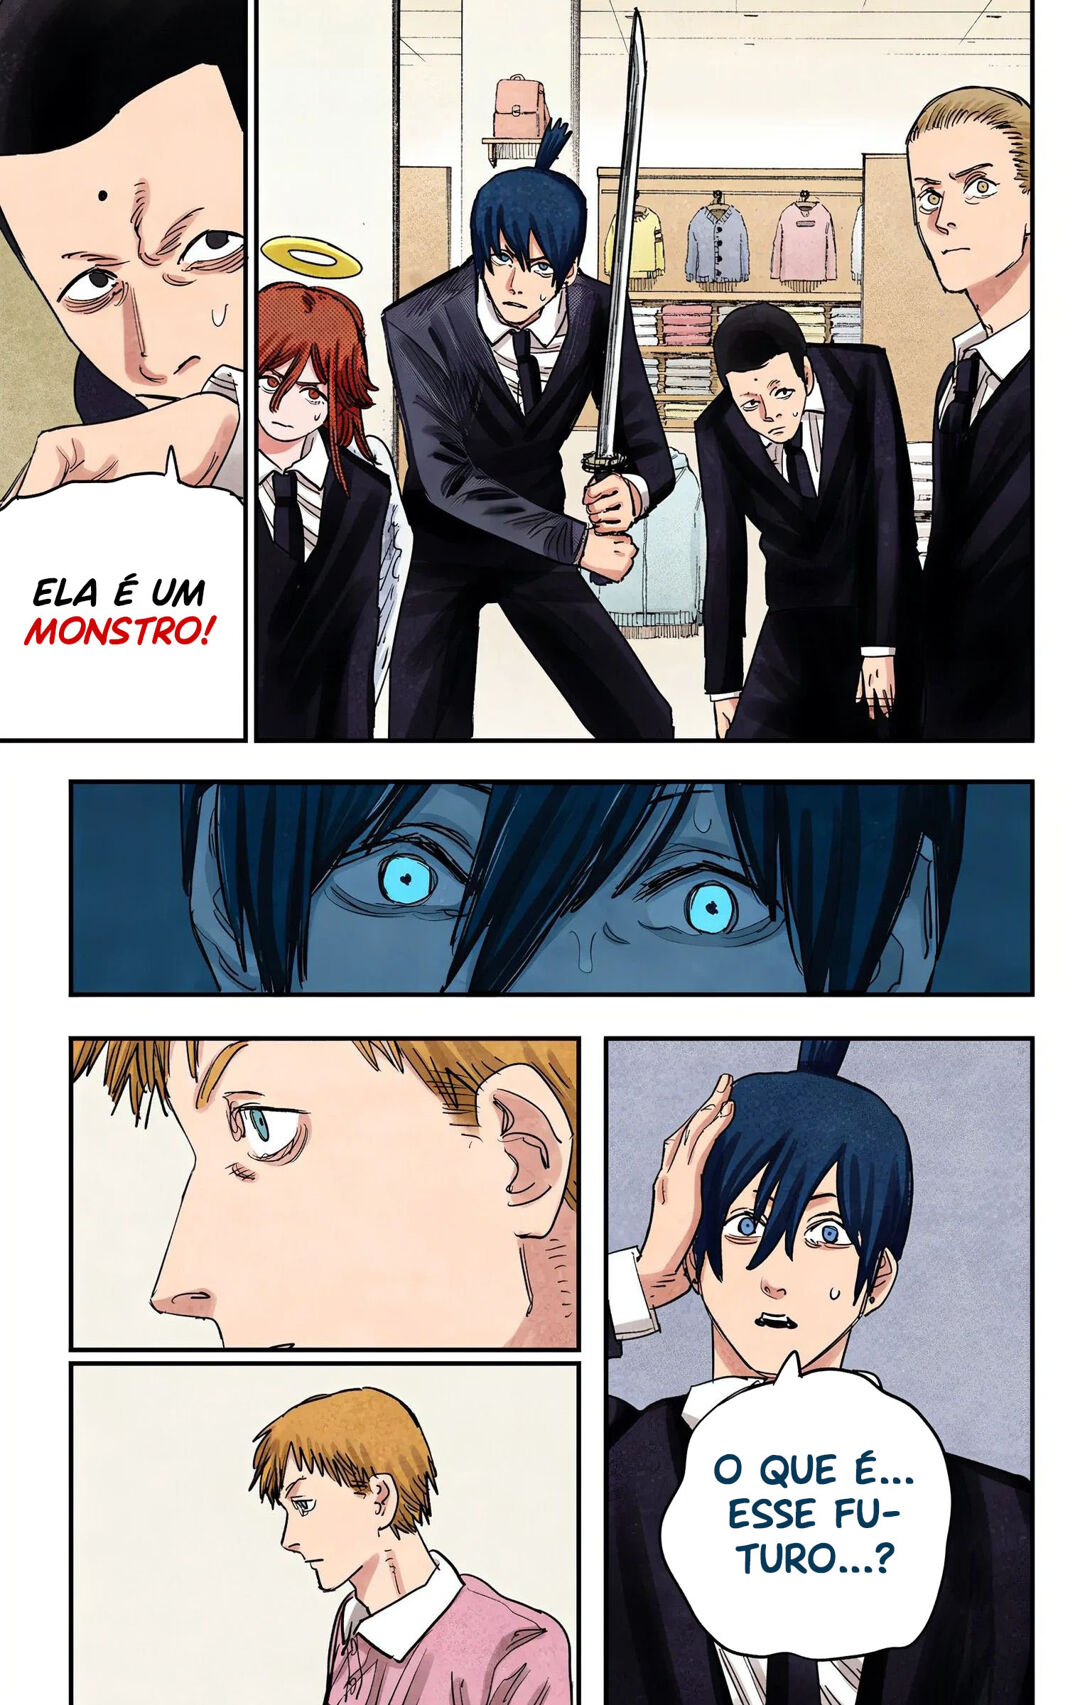 ELA É UM
MONSTRO!
O QUE É...
ESSE FU-
TURO...?